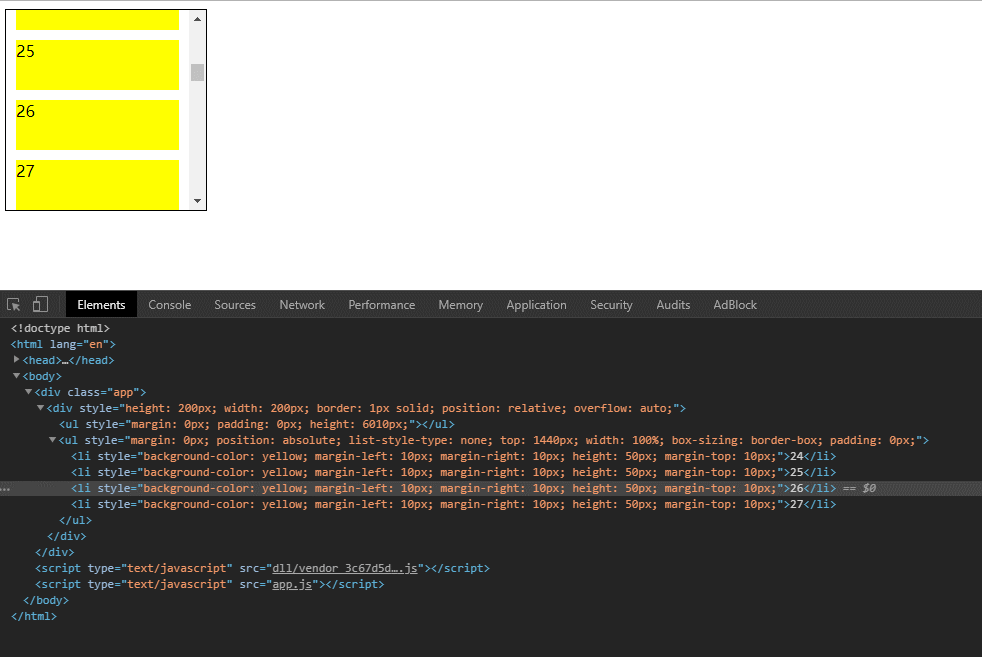 25
26
27
Elements Console Sources Network Performance Memory Application Security Audits AdBlock
<!doctype html>
<html lang="en">
<head>…</head>
<body>
<div class="app">
<div style="height: 200px; width: 200px; border: 1px solid; position: relative; overflow: auto;">
<ul style="margin: 0px; padding: 0px; height: 6010px;"></ul>
<ul style="margin: 0px; position: absolute; list-style-type: none; top: 1440px; width: 100%; box-sizing: border-box; padding: 0px;">
<li style="background-color: yellow; margin-left: 10px; margin-right: 10px; height: 50px; margin-top: 10px;">24</li>
<li style="background-color: yellow; margin-left: 10px; margin-right: 10px; height: 50px; margin-top: 10px;">25</li>
… <li style="background-color: yellow; margin-left: 10px; margin-right: 10px; height: 50px; margin-top: 10px;">26</li> == $0
<li style="background-color: yellow; margin-left: 10px; margin-right: 10px; height: 50px; margin-top: 10px;">27</li>
</ul>
</div>
</div>
<script type="text/javascript" src="dll/vendor_3c67d5d….js"></script>
<script type="text/javascript" src="app.js"></script>
</body>
</html>